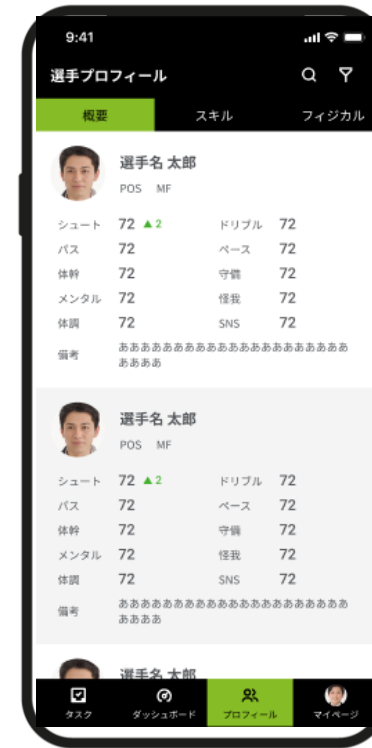 9:41
選手プロフィール
概要 スキル フィジカル
選手名 太郎
POS MF
シュート 72 ▲2 ドリブル 72
パス 72 ペース 72
体幹 72 守備 72
メンタル 72 怪我 72
体調 72 SNS 72
備考 あああああああああああああああああああああ
ああああ
選手名 太郎
POS MF
シュート 72 ▲2 ドリブル 72
パス 72 ペース 72
体幹 72 守備 72
メンタル 72 怪我 72
体調 72 SNS 72
備考 あああああああああああああああああああああ
ああああ
選手名 太郎
タスク ダッシュボード プロフィール マイページ